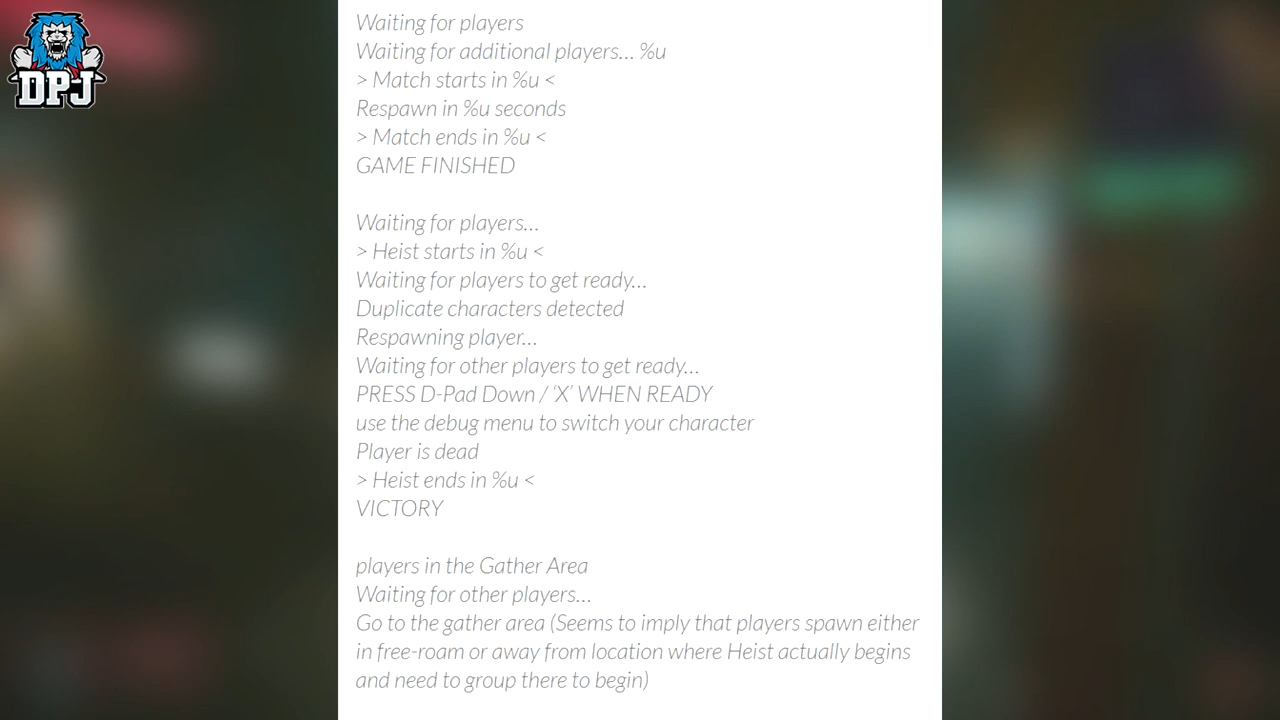 DPJ
Waiting for players
Waiting for additional players... %u
> Match starts in %u <
Respawn in %u seconds
> Match ends in %u <
GAME FINISHED
Waiting for players...
> Heist starts in %u <
Waiting for players to get ready...
Duplicate characters detected
Respawning player...
Waiting for other players to get ready...
PRESS D-Pad Down / ‘X’ WHEN READY
use the debug menu to switch your character
Player is dead
> Heist ends in %u <
VICTORY
players in the Gather Area
Waiting for other players...
Go to the gather area (Seems to imply that players spawn either
in free-roam or away from location where Heist actually begins
and need to group there to begin)